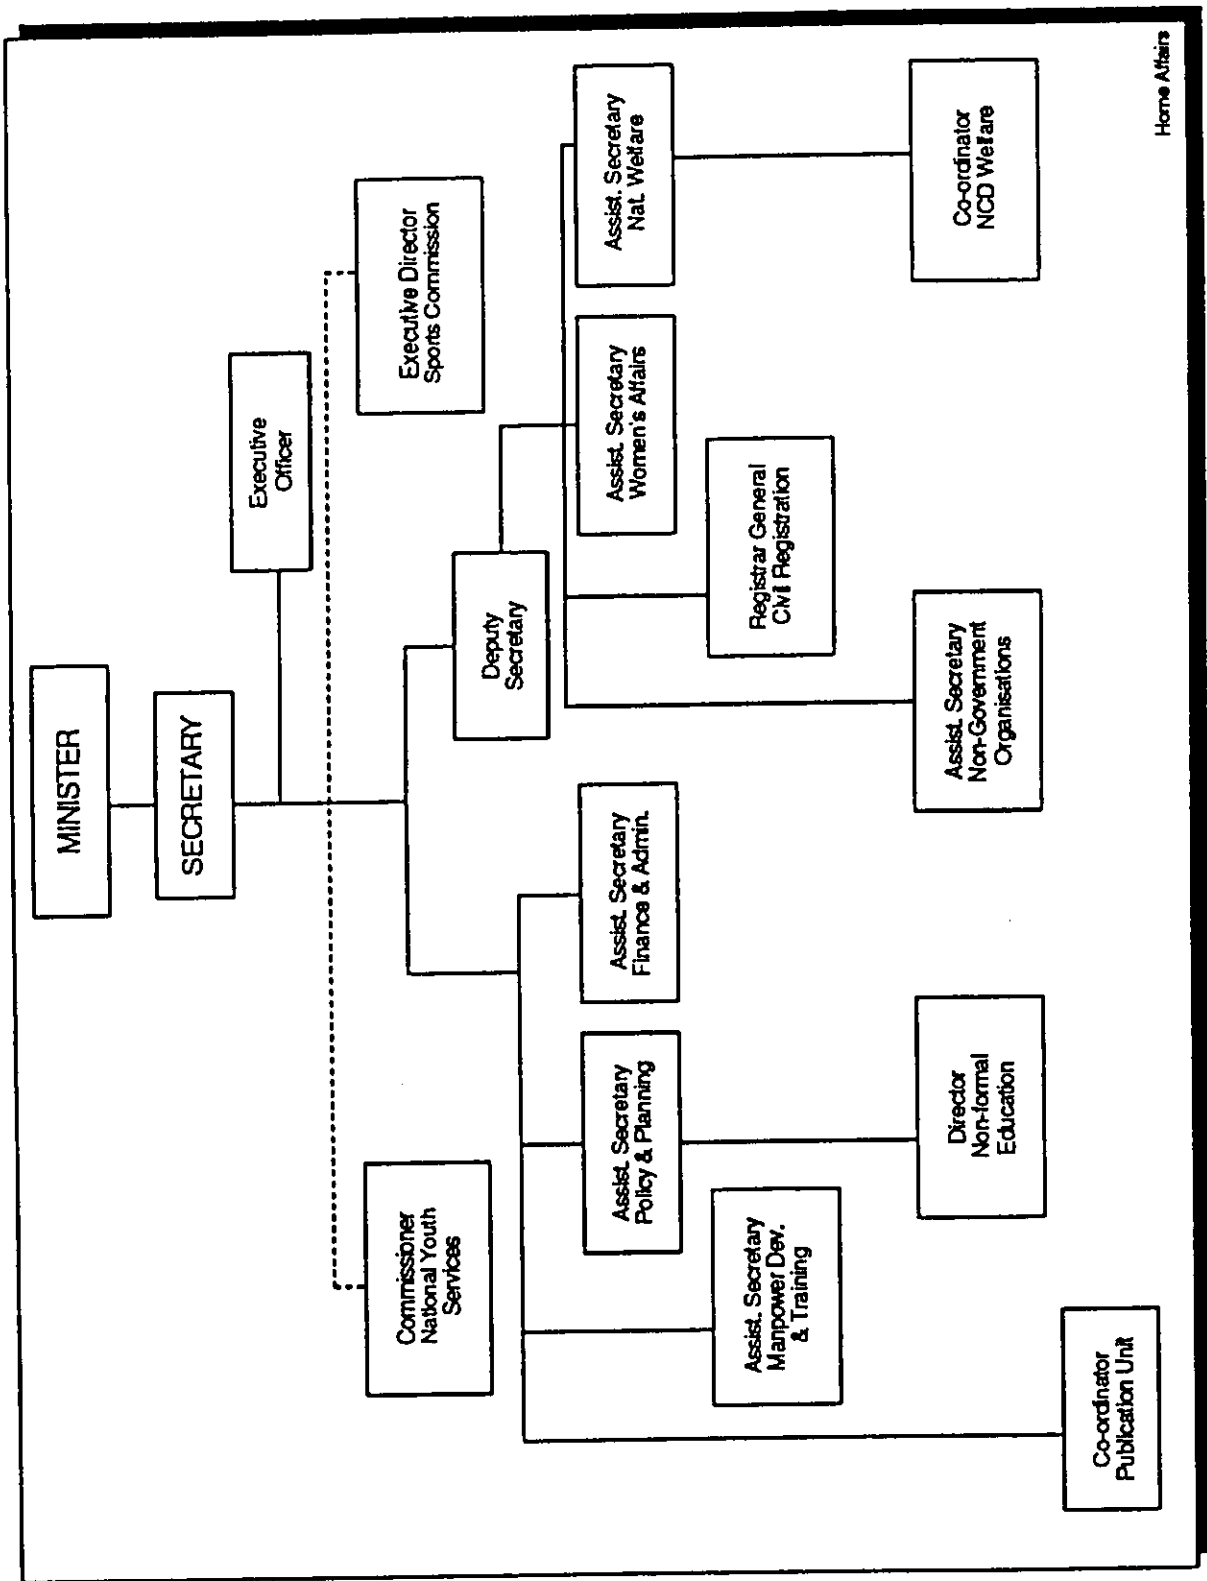 MINISTER
SECRETARY
Executive
Officer
Commissioner
National Youth
Services
Executive Director
Sports Commission
Deputy
Secretary
Assist. Secretary
Policy & Planning
Assist. Secretary
Finance & Admin.
Assist. Secretary
Women's Affairs
Assist. Secretary
Nat. Welfare
Assist. Secretary
Manpower Dev.
& Training
Registrar General
Civil Registration
Director
Non-formal
Education
Assist. Secretary
Non-Government
Organisations
Co-ordinator
NCD Welfare
Co-ordinator
Publication Unit
Home Affairs